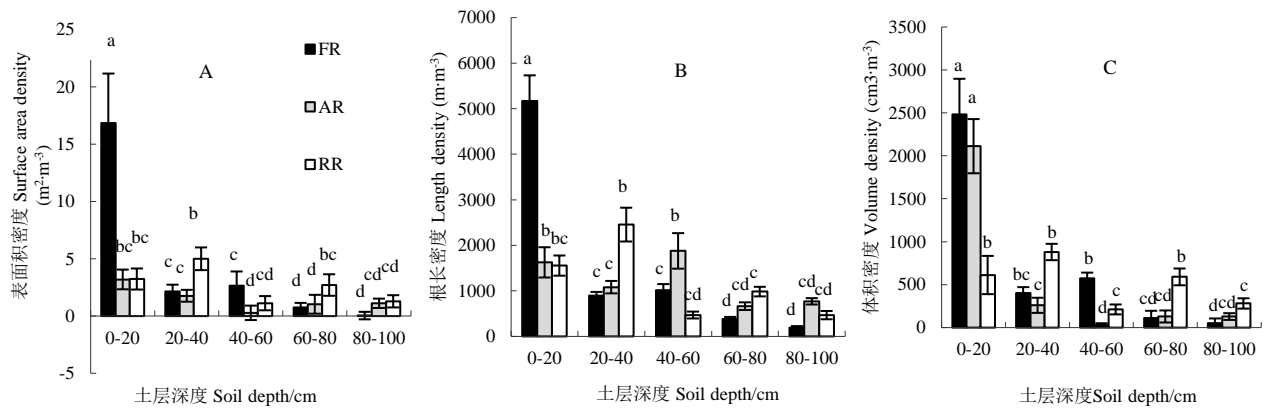 表面积密度 Surface area density
(m²·m⁻³)
25
20
15
10
5
0
-5
A
FR
AR
RR
a
bc bc
c c b
c d cd
d d bc
d cd cd
0-20 20-40 40-60 60-80 80-100
土层深度 Soil depth/cm
根长密度 Length density (m·m⁻³)
7000
6000
5000
4000
3000
2000
1000
0
B
a
b bc
c c b
c b cd
d c c
d cd cd
0-20 20-40 40-60 60-80 80-100
土层深度 Soil depth/cm
体积密度 Volume density (cm3·m⁻³)
3500
3000
2500
2000
1500
1000
500
0
C
a a b
bc c b
b d c
cd cd b
d cd c
0-20 20-40 40-60 60-80 80-100
土层深度Soil depth/cm